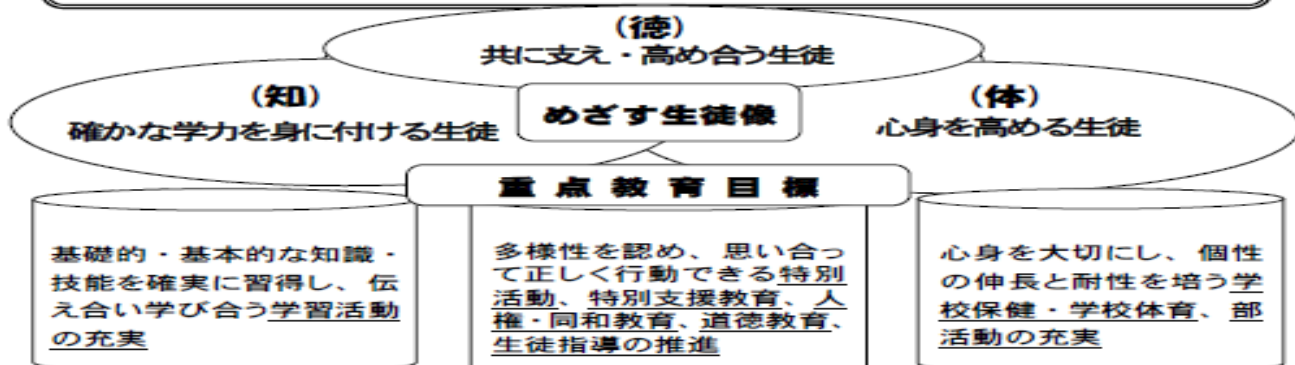 (徳)
共に支え・高め合う生徒
(知)
確かな学力を身に付ける生徒
めざす生徒像
(体)
心身を高める生徒
重点教育目標
基礎的・基本的な知識・
技能を確実に習得し、伝
え合い学び合う学習活動
の充実
多様性を認め、思い合っ
て正しく行動できる特別
活動、特別支援教育、人
権・同和教育、道徳教育、
生徒指導の推進
心身を大切にし、個性
の伸長と耐性を培う学
校保健・学校体育、部
活動の充実